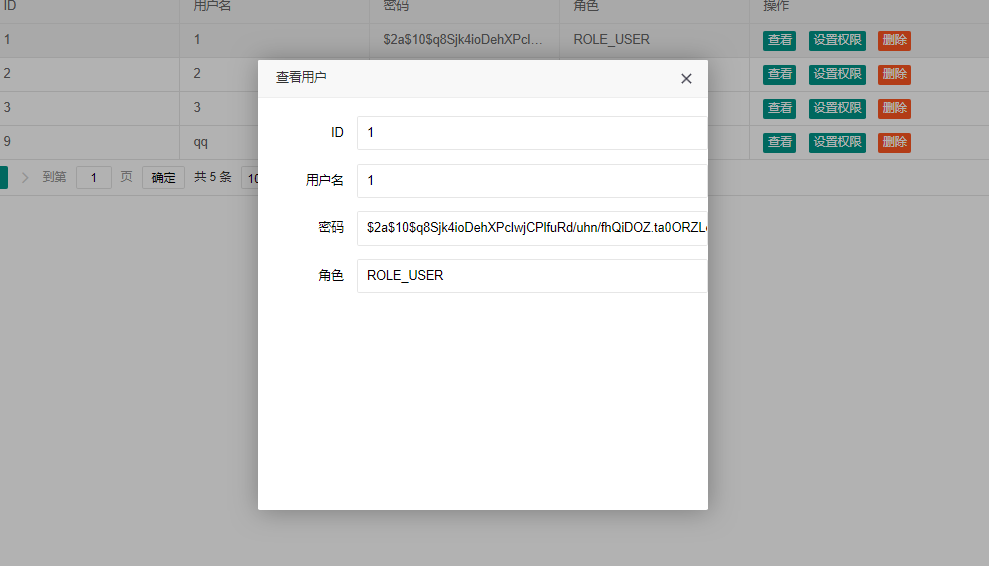 ID 用户名 密码 角色 操作
1 1 $2a$10$q8Sjk4ioDehXPcl... ROLE_USER 查看 设置权限 删除
2 2 查看 设置权限 删除
3 3 查看 设置权限 删除
9 qq 查看 设置权限 删除
到第 1 页 确定 共 5 条 10
查看用户
ID 1
用户名 1
密码 $2a$10$q8Sjk4ioDehXPclwjCPlfuRd/uhn/fhQiDOZ.ta0ORZL
角色 ROLE_USER